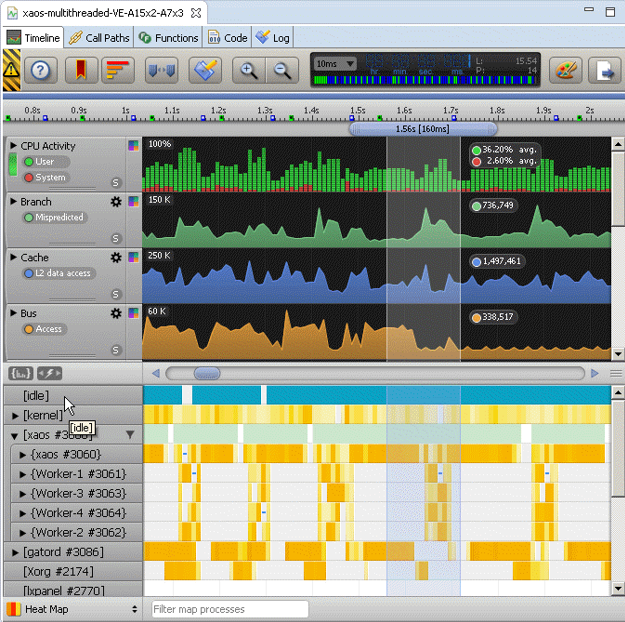 xaos-multithreaded-VE-A15x2-A7x3
Timeline Call Paths Functions Code Log
10ms hr min sec ms L: 15.54
P: 14
0.8s 0.9s 1s 1.1s 1.2s 1.3s 1.4s 1.5s 1.6s 1.7s 1.8s 1.9s 2s
1.56s [160ms]
CPU Activity 100% 36.20% avg.
User 2.60% avg.
System S
Branch 150 K
Mispredicted 736,749
S
Cache 250 K
L2 data access 1,497,461
S
Bus 60 K
Access 338,517
S
[idle]
[kernel]
[idle]
[xaos
{xaos #3060}
{Worker-1 #3061}
{Worker-3 #3063}
{Worker-4 #3064}
{Worker-2 #3062}
[gatord #3086]
[Xorg #2174]
[lxpanel #2770]
Heat Map Filter map processes